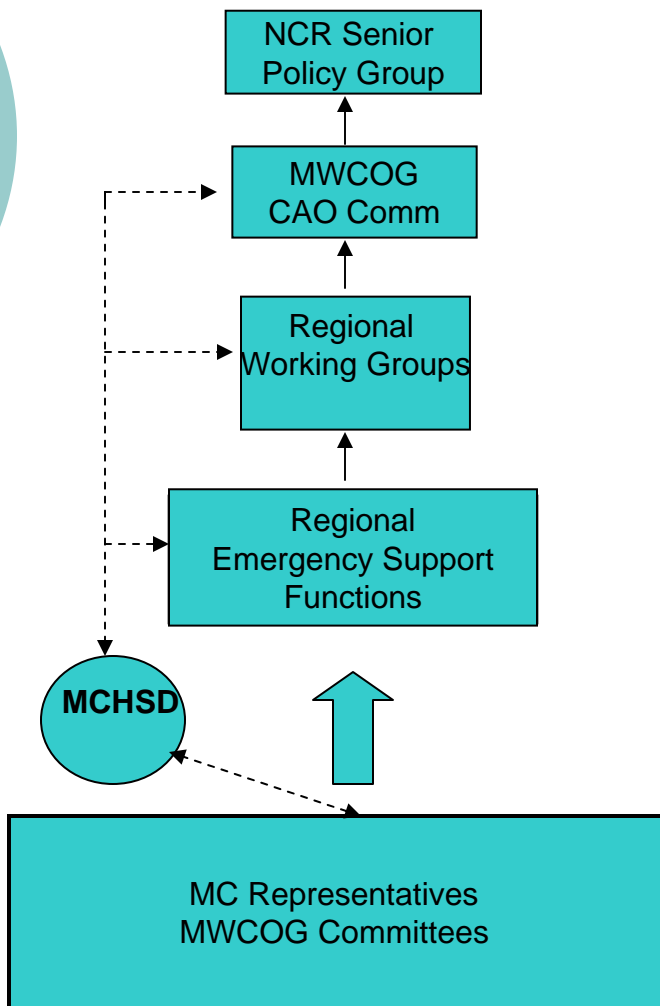 NCR Senior
Policy Group
MWCOG
CAO Comm
Regional
Working Groups
Regional
Emergency Support
Functions
MCHSD
MC Representatives
MWCOG Committees